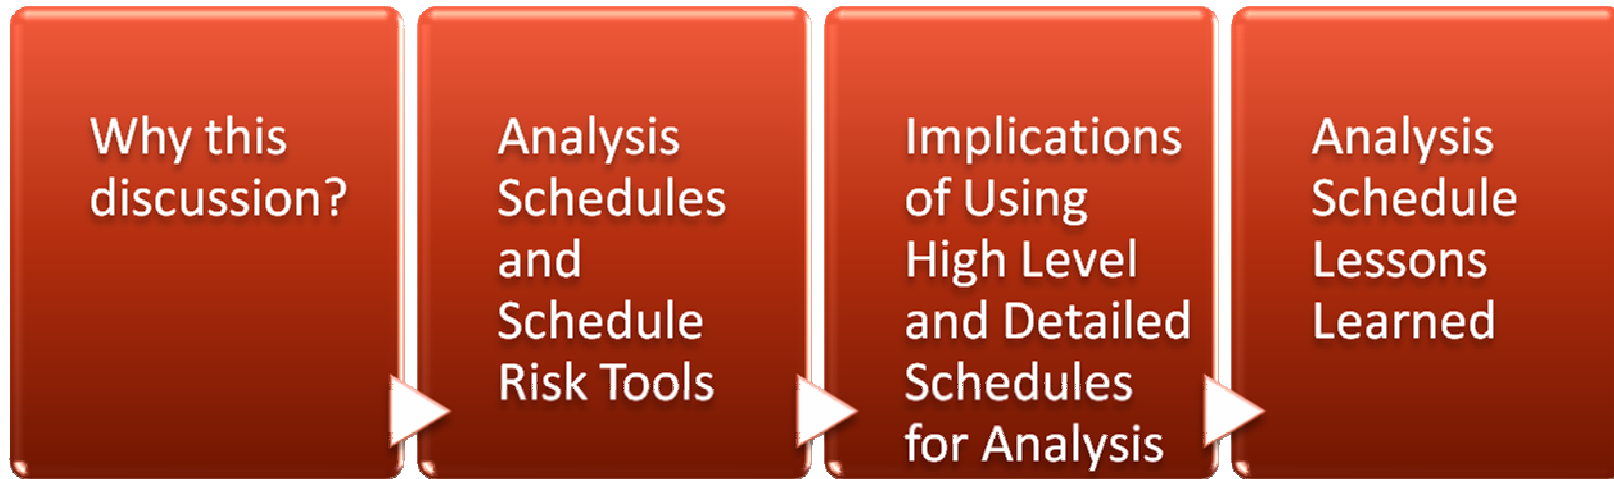 Why this
discussion?
Analysis
Schedules
and
Schedule
Risk Tools
Implications
of Using
High Level
and Detailed
Schedules
for Analysis
Analysis
Schedule
Lessons
Learned